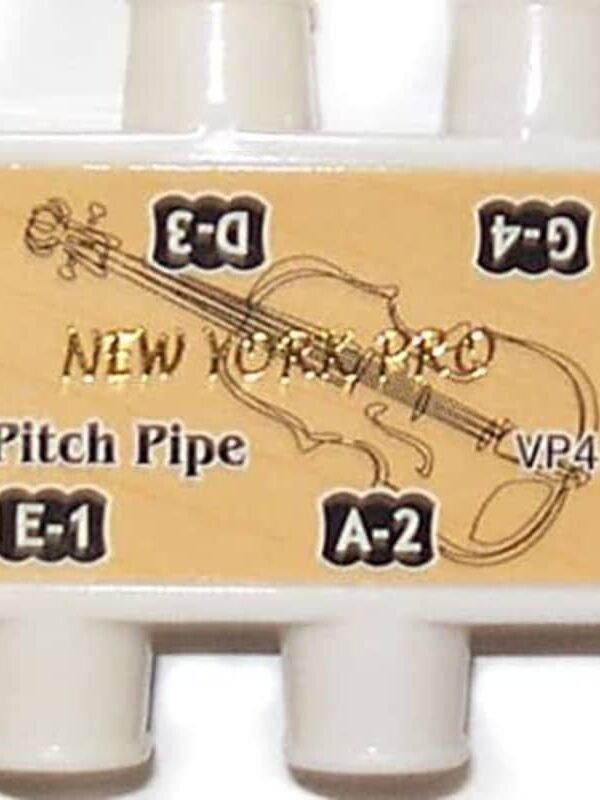 D-3
G-4
NEW YORK PRO
Pitch Pipe
VP4
E-1
A-2